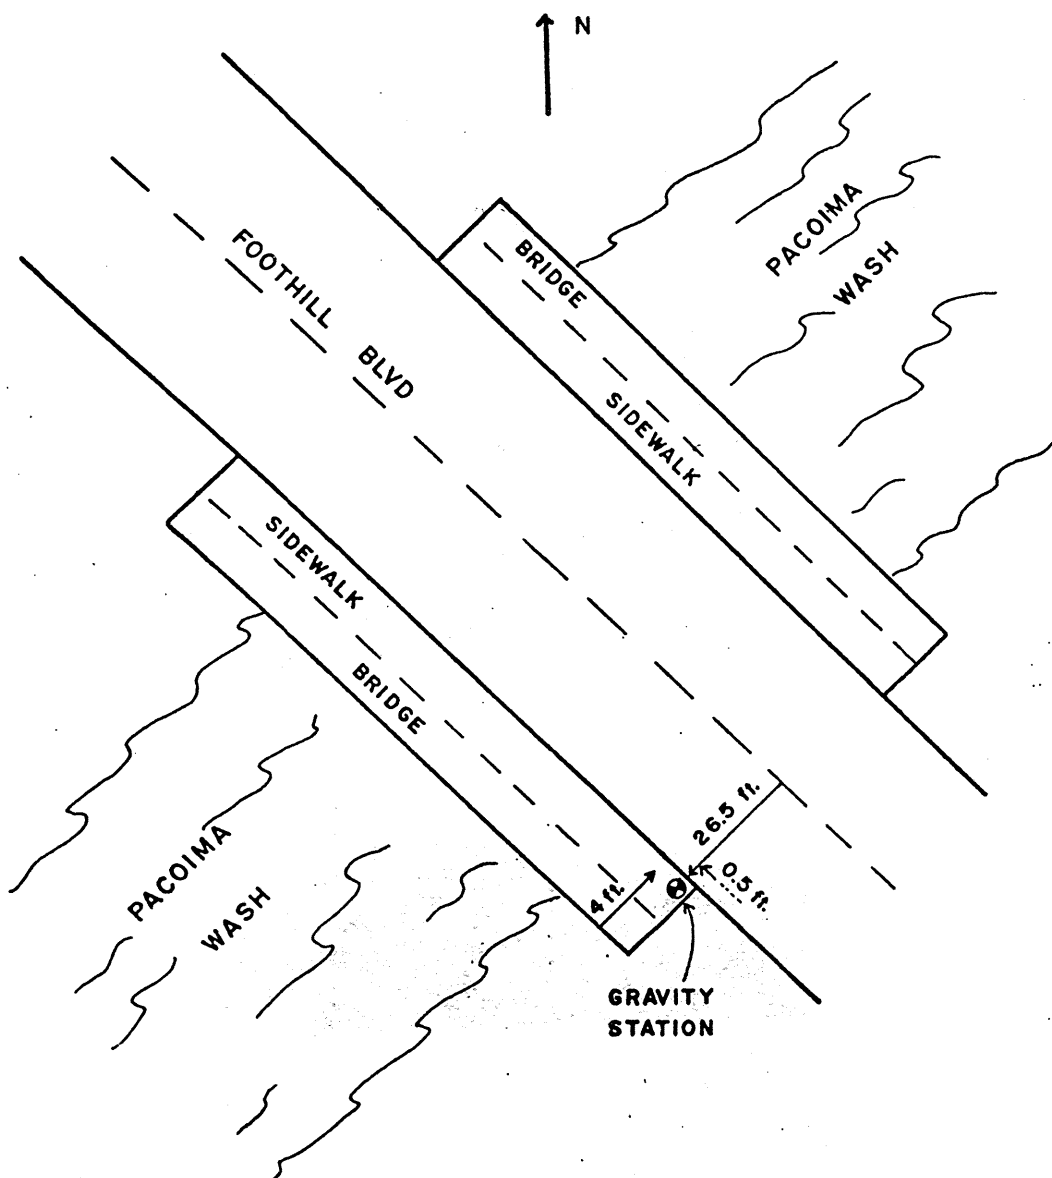 N
PACOIMA
WASH
FOOTHILL
BLVD
BRIDGE
SIDEWALK
SIDEWALK
BRIDGE
26.5 ft.
0.5 ft.
4 ft.
PACOIMA
WASH
GRAVITY
STATION